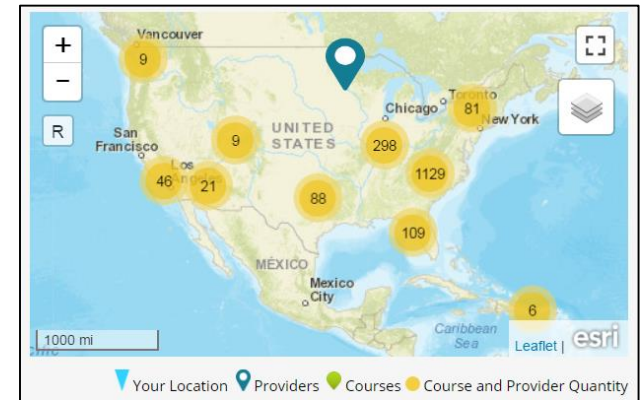 +
−
R
Vancouver
9
Toronto
Chicago
81
New York
San
Francisco
9
UNITED
STATES
298
Los
Angeles
46
21
1129
88
109
MÉXICO
Mexico
City
6
Caribbean
Sea
1000 mi
Leaflet | esri
Your Location Providers Courses Course and Provider Quantity